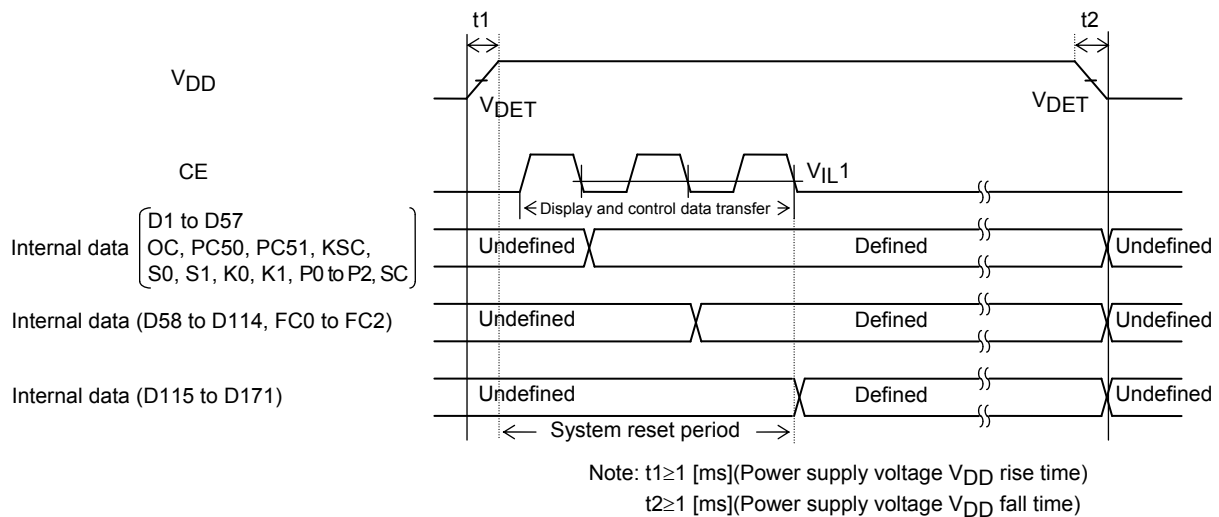 t1 t2
VDD
VDET VDET
CE
VIL1
Display and control data transfer
Internal data
D1 to D57
OC, PC50, PC51, KSC,
S0, S1, K0, K1, P0 to P2, SC
Undefined Defined Undefined
Internal data (D58 to D114, FC0 to FC2) Undefined Defined Undefined
Internal data (D115 to D171) Undefined Defined Undefined
System reset period
Note: t1≥1 [ms](Power supply voltage VDD rise time)
t2≥1 [ms](Power supply voltage VDD fall time)